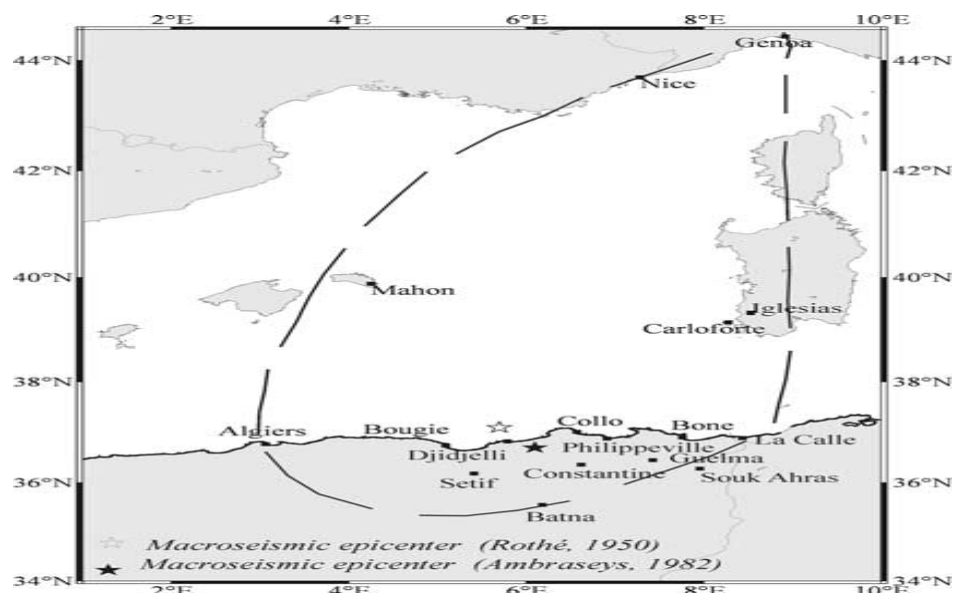 2°E 6°E 8°E 10°E
Genoa
44°N 44°N
Nice
42°N 42°N
40°N 40°N
Mahon
Iglesias
Carloforte
38°N 38°N
Algiers Bougie Collo Bone
Djidjelli Philippeville La Calle
Constantine Guelma
36°N Setif Souk Ahras 36°N
Batna
Macroseismic epicenter (Rothé, 1950)
Macroseismic epicenter (Ambraseys, 1982)
34°N 34°N
2°E 4°E 6°E 8°E 10°E